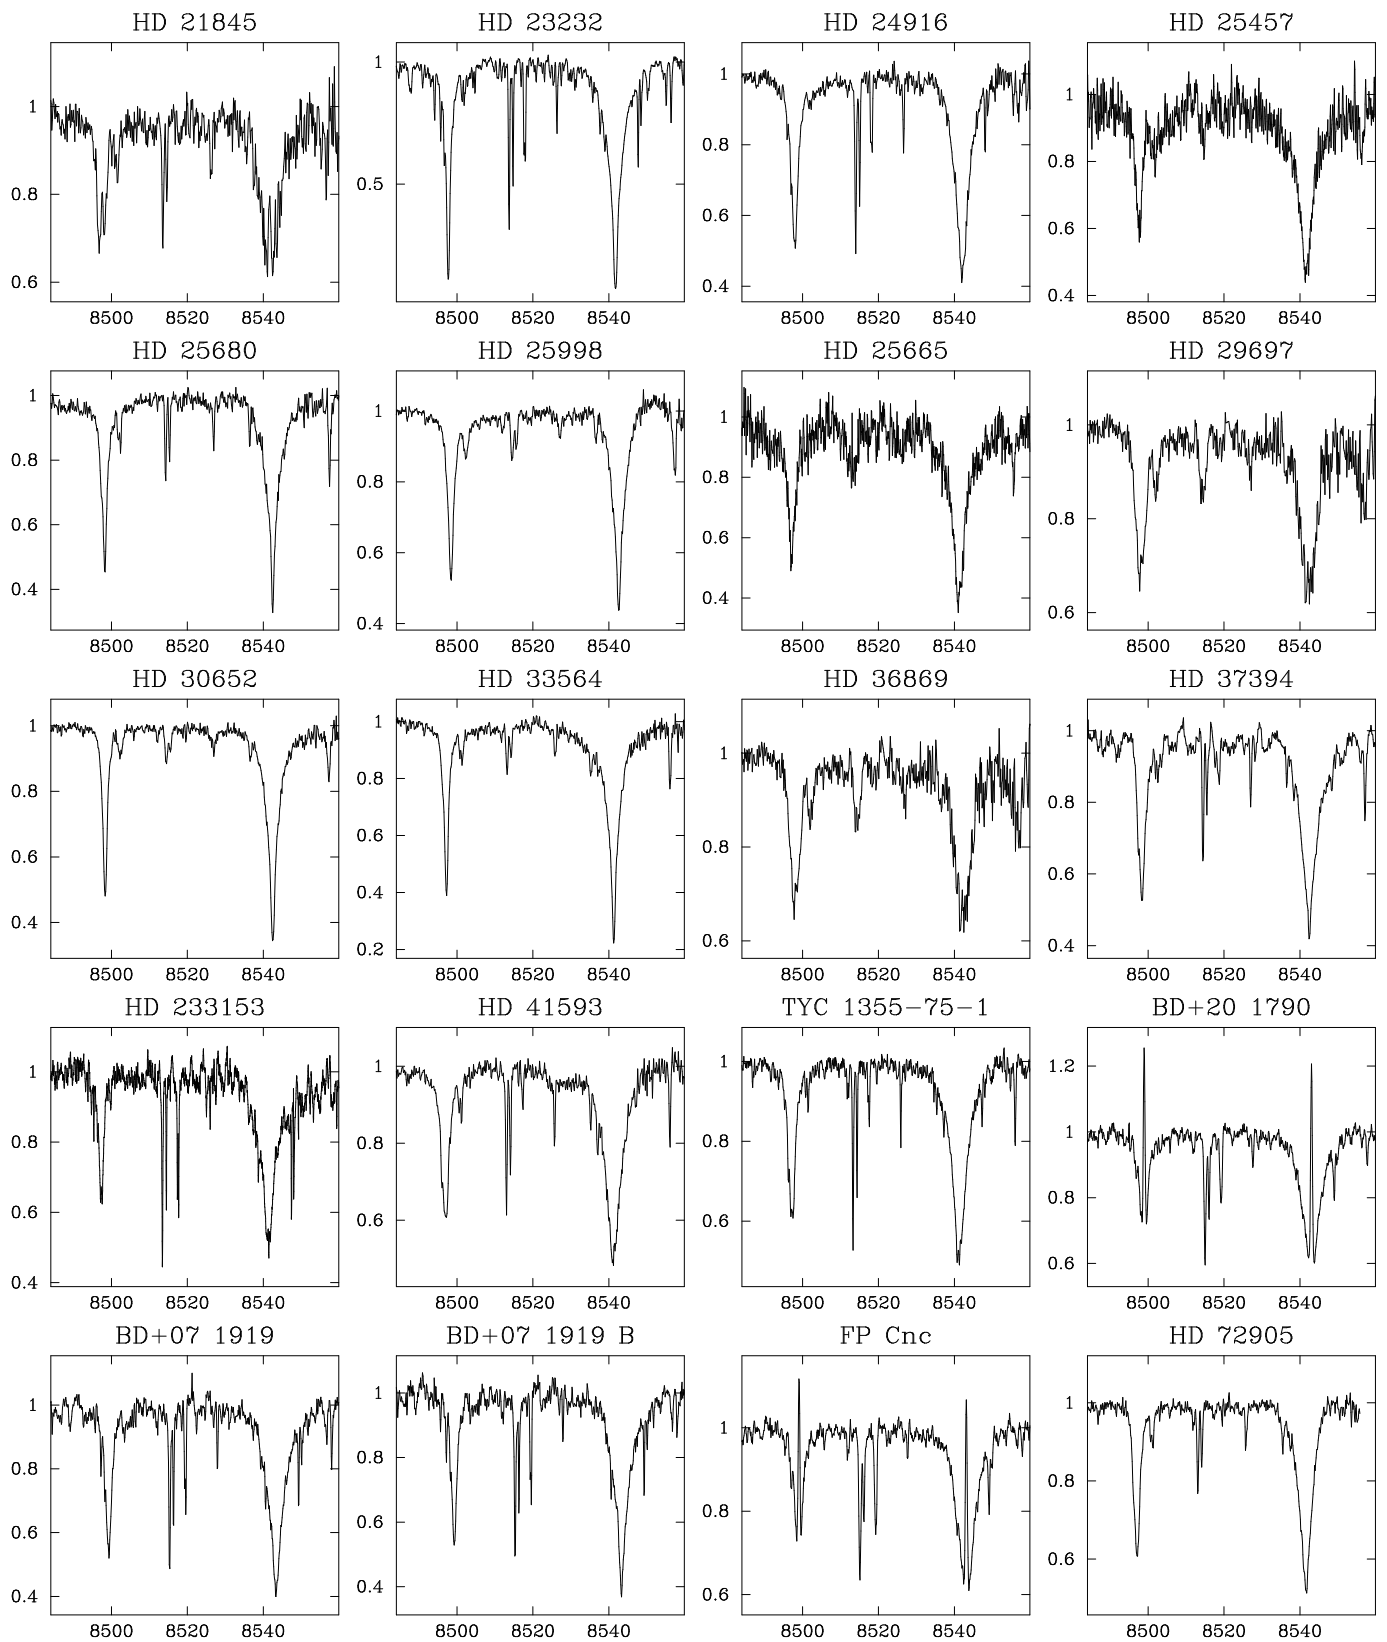 HD 21845 HD 23232 HD 24916 HD 25457
1 0.8 0.6 1 0.5 1 0.8 0.6 0.4 1 0.8 0.6 0.4
8500 8520 8540 8500 8520 8540 8500 8520 8540 8500 8520 8540
HD 25680 HD 25998 HD 25665 HD 29697
1 0.8 0.6 0.4 1 0.8 0.6 0.4 1 0.8 0.6 0.4 1 0.8 0.6
8500 8520 8540 8500 8520 8540 8500 8520 8540 8500 8520 8540
HD 30652 HD 33564 HD 36869 HD 37394
1 0.8 0.6 0.4 1 0.8 0.6 0.4 0.2 1 0.8 0.6 1 0.8 0.6 0.4
8500 8520 8540 8500 8520 8540 8500 8520 8540 8500 8520 8540
HD 233153 HD 41593 TYC 1355-75-1 BD+20 1790
1 0.8 0.6 0.4 1 0.8 0.6 1 0.8 0.6 1.2 1 0.8 0.6
8500 8520 8540 8500 8520 8540 8500 8520 8540 8500 8520 8540
BD+07 1919 BD+07 1919 B FP Cnc HD 72905
1 0.8 0.6 0.4 1 0.8 0.6 0.4 1 0.8 0.6 1 0.8 0.6
8500 8520 8540 8500 8520 8540 8500 8520 8540 8500 8520 8540